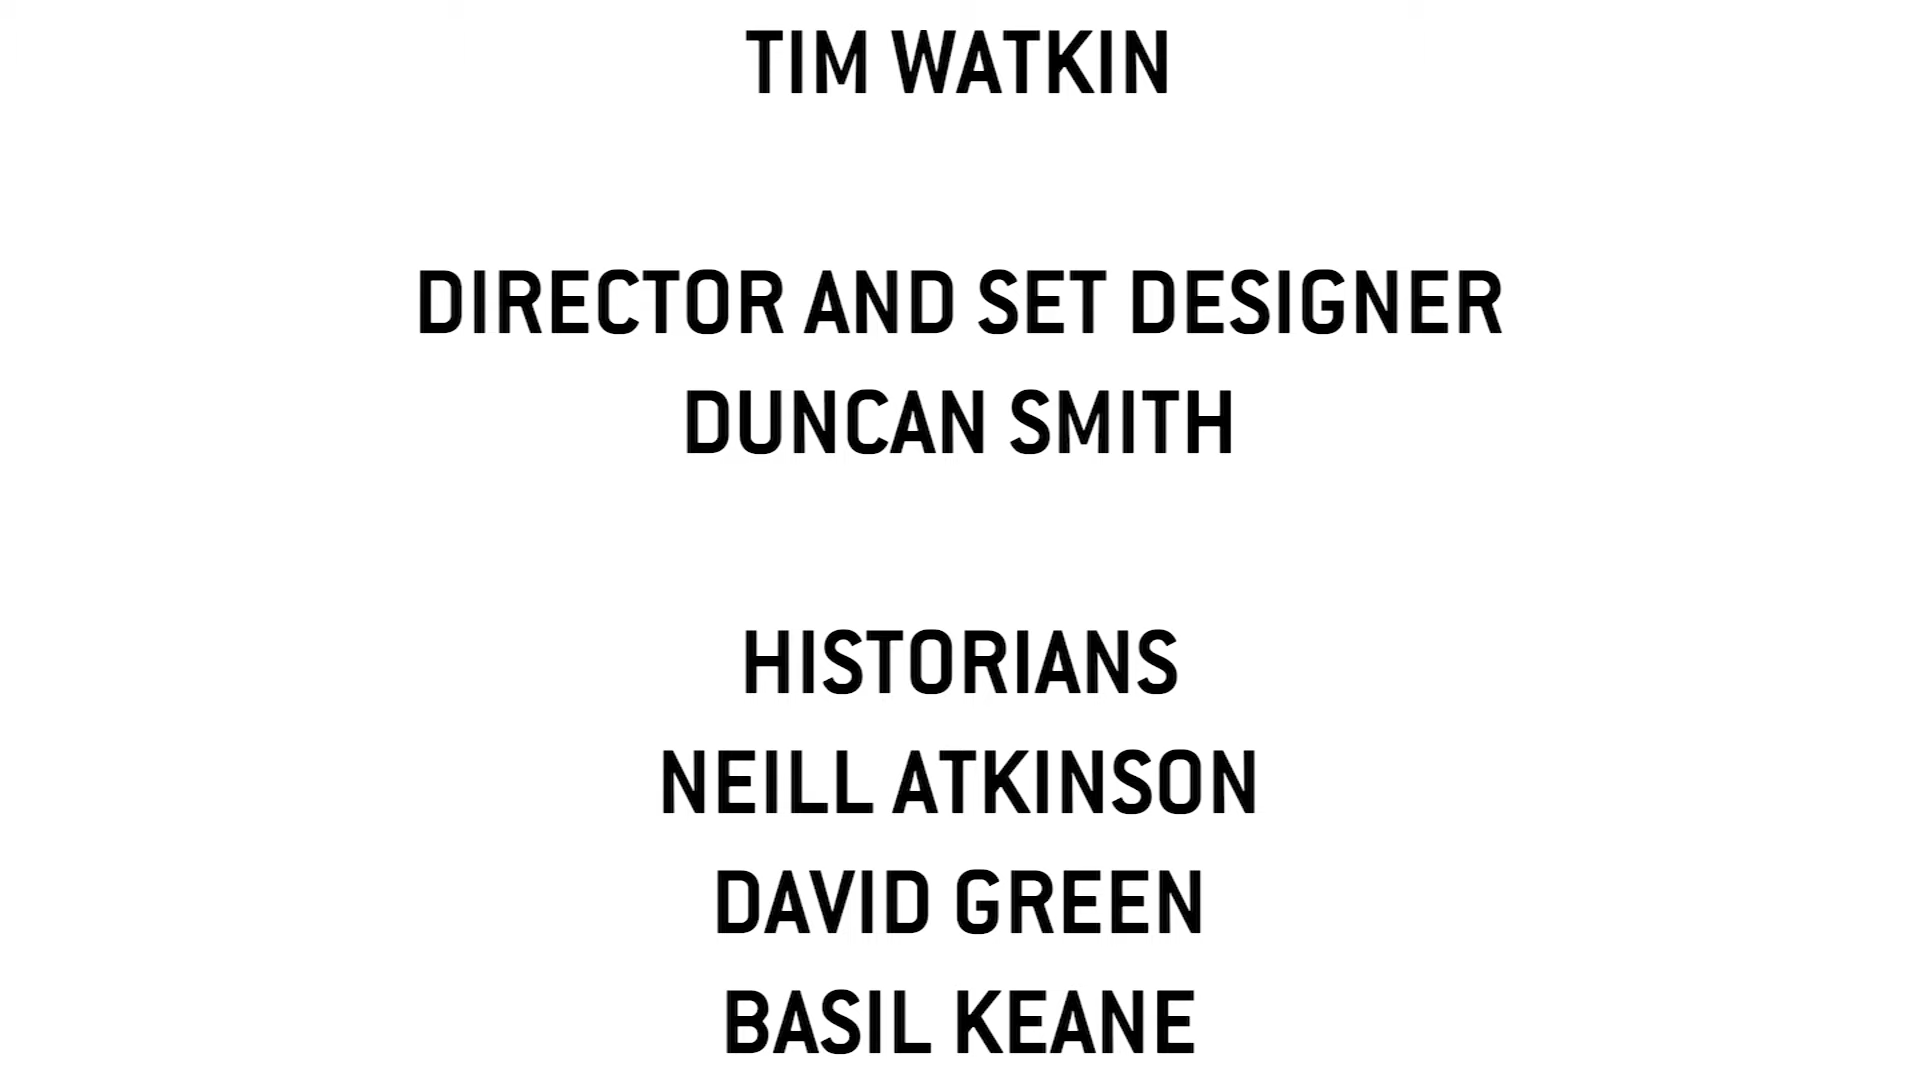 TIM WATKIN
DIRECTOR AND SET DESIGNER
DUNCAN SMITH
HISTORIANS
NEILL ATKINSON
DAVID GREEN
BASIL KEANE